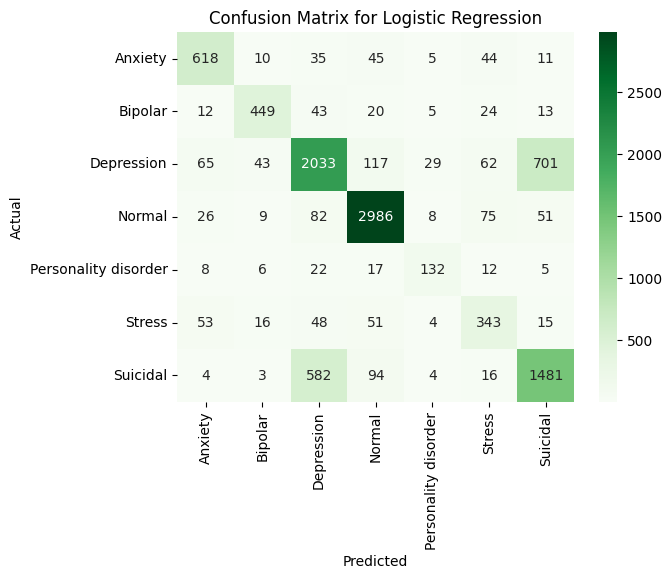 Confusion Matrix for Logistic Regression
Actual
Anxiety 618 10 35 45 5 44 11
Bipolar 12 449 43 20 5 24 13
Depression 65 43 2033 117 29 62 701
Normal 26 9 82 2986 8 75 51
Personality disorder 8 6 22 17 132 12 5
Stress 53 16 48 51 4 343 15
Suicidal 4 3 582 94 4 16 1481
Anxiety
Bipolar
Depression
Normal
Personality disorder
Stress
Suicidal
Predicted
2500
2000
1500
1000
500